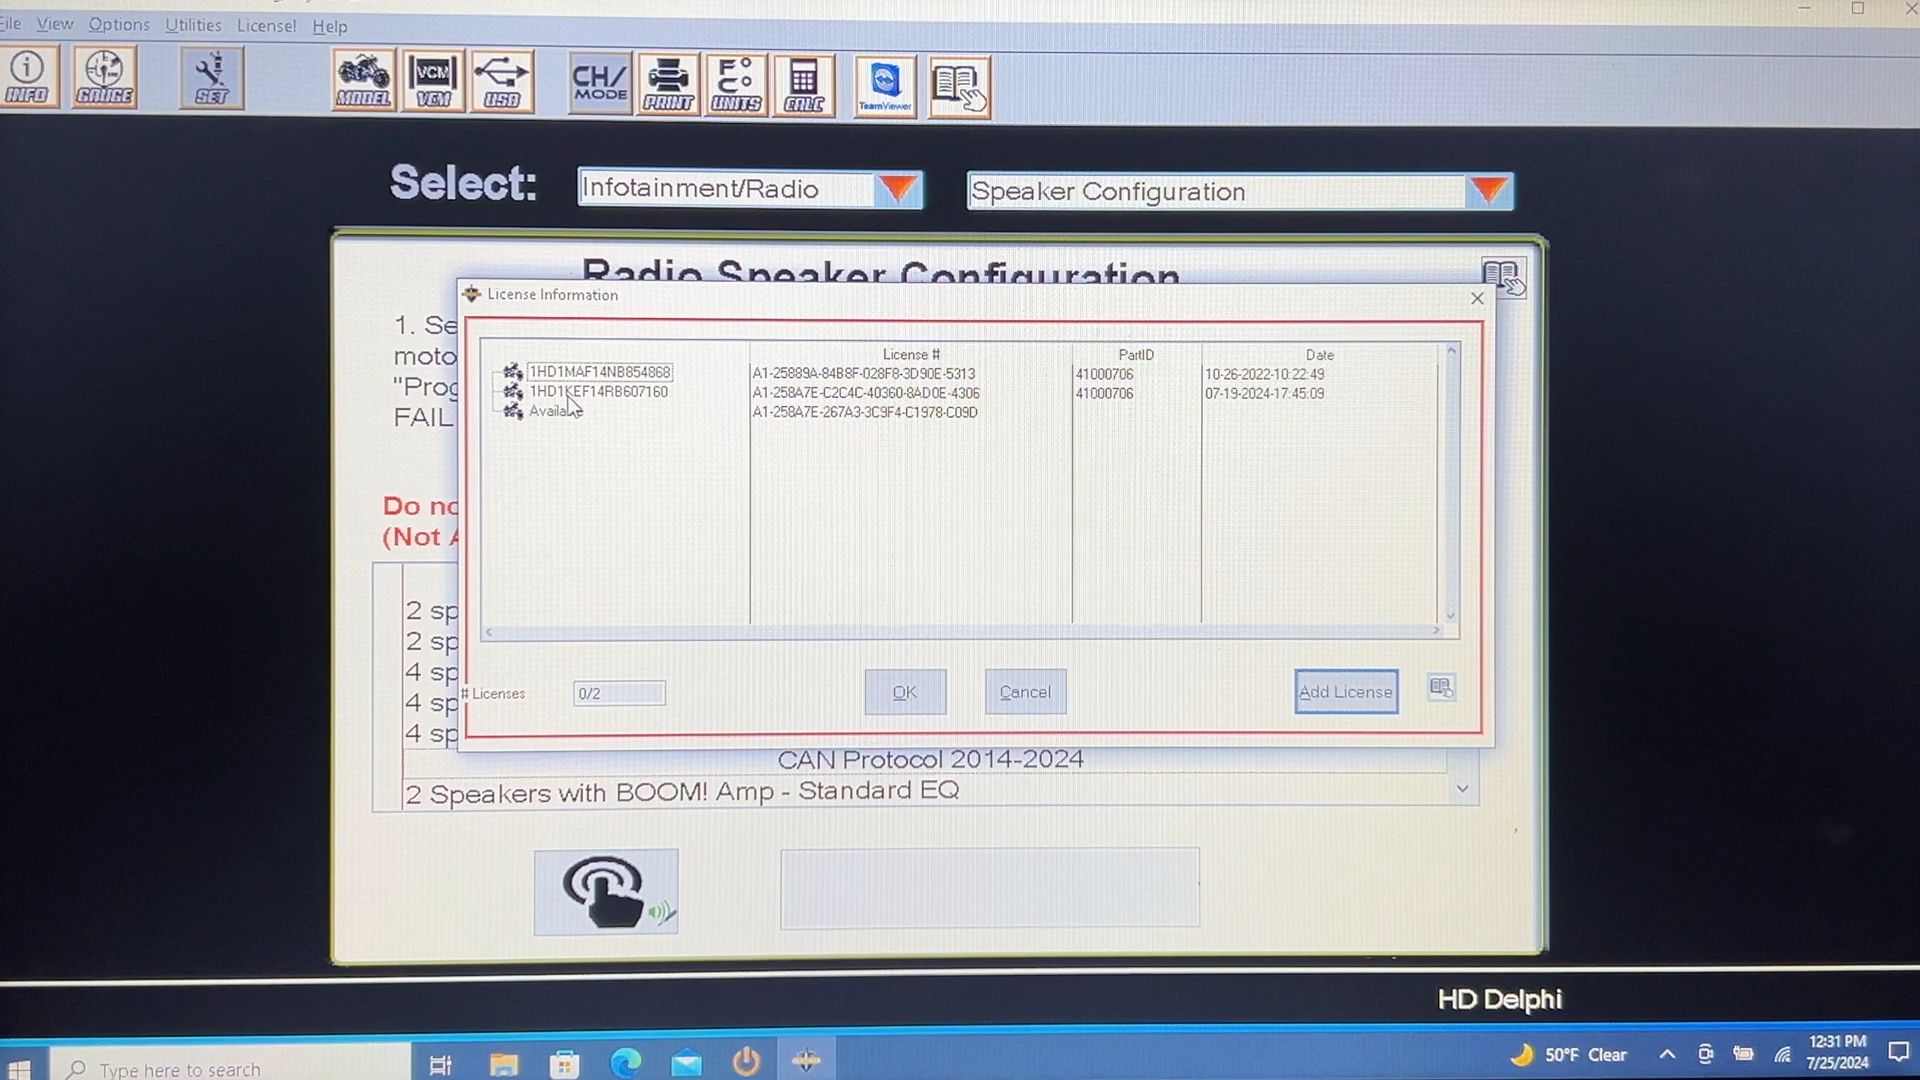 File View Options Utilities License! Help
INFO GAUGE SET MODEL VCM VCM USB CH/ MODE PRINT F° C° UNITS CALC TeamViewer
Select: Infotainment/Radio Speaker Configuration
Radio Speaker Configuration
License Information
1. Se
moto
"Prog
FAIL
License # PartID Date
1HD1MAF14NB854868 A1-25889A-84B8F-028F8-3D90E-5313 41000706 10-26-2022-10:22:49
1HD1KEF14RB607160 A1-258A7E-C2C4C-40360-8AD0E-4306 41000706 07-19-2024-17:45:09
Available A1-258A7E-267A3-3C9F4-C1978-C09D
Do no
(Not A
2 sp
2 sp
4 sp
4 sp
4 sp
# Licenses 0/2 OK Cancel Add License
CAN Protocol 2014-2024
2 Speakers with BOOM! Amp - Standard EQ
HD Delphi
Type here to search
50°F Clear
12:31 PM
7/25/2024